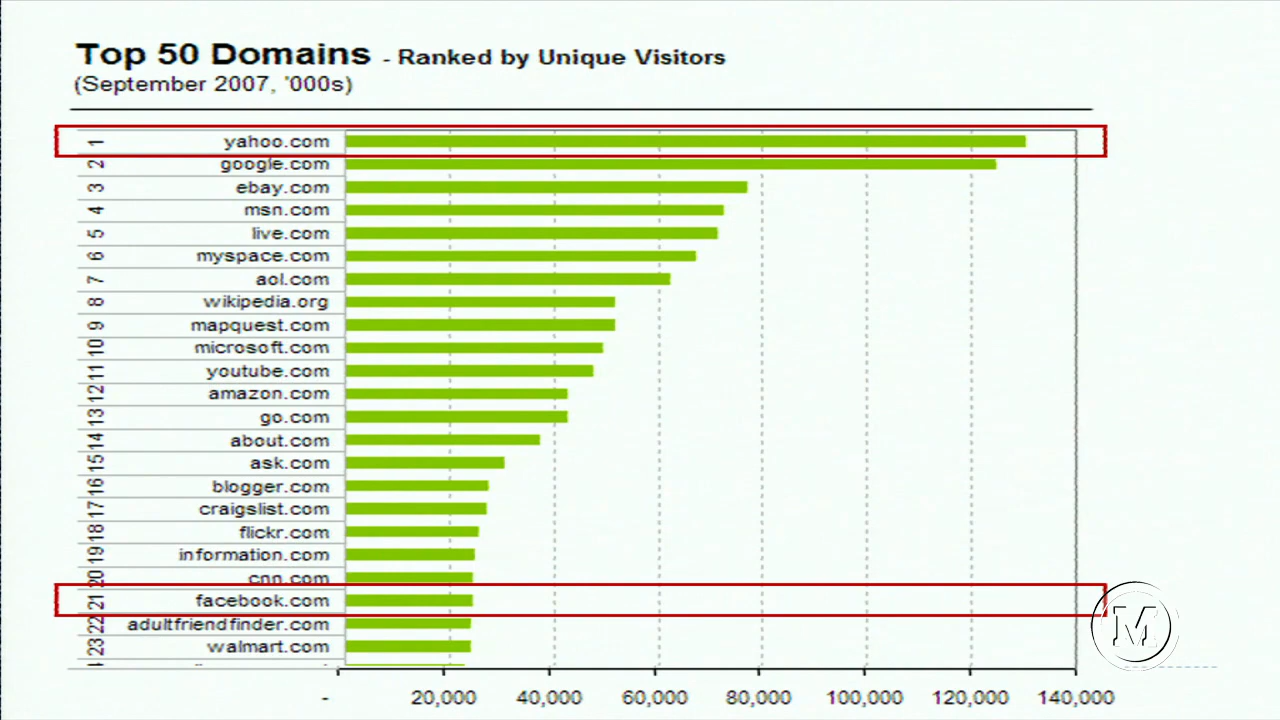 Top 50 Domains - Ranked by Unique Visitors
(September 2007, '000s)
1 yahoo.com
2 google.com
3 ebay.com
4 msn.com
5 live.com
6 myspace.com
7 aol.com
8 wikipedia.org
9 mapquest.com
10 microsoft.com
11 youtube.com
12 amazon.com
13 go.com
14 about.com
15 ask.com
16 blogger.com
17 craigslist.com
18 flickr.com
19 information.com
20 cnn.com
21 facebook.com
22 adultfriendfinder.com
23 walmart.com
- 20,000 40,000 60,000 80,000 100,000 120,000 140,000
M